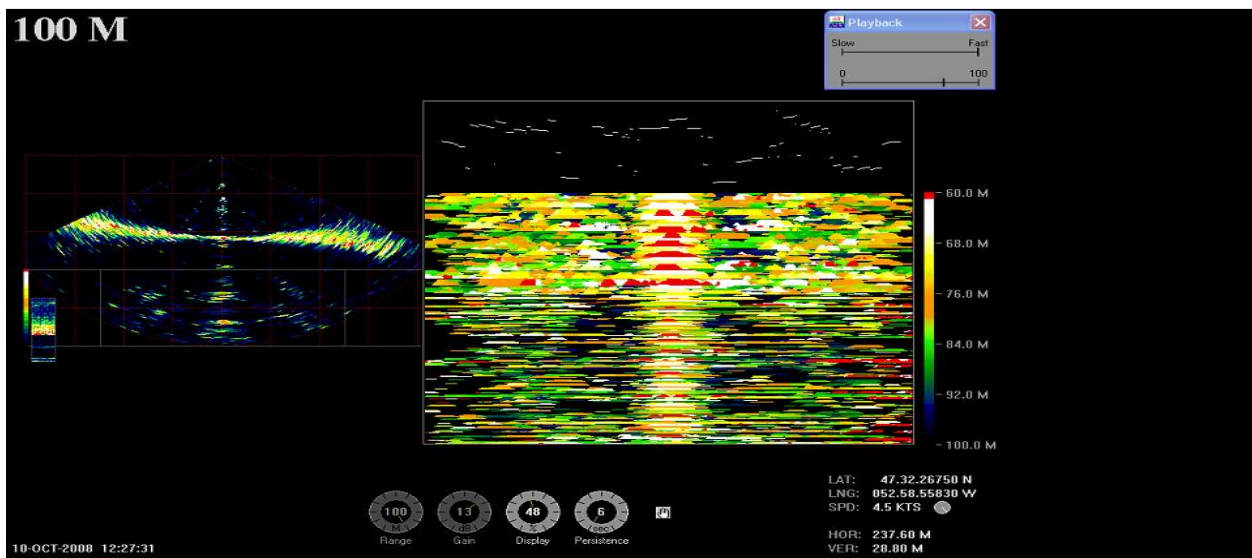 100 M
Playback
Slow Fast
0 100
60.0 M
68.0 M
76.0 M
84.0 M
92.0 M
100.0 M
100 13 48 6
M dB % (sec)
Range Gain Display Persistence
LAT: 47.32.26750 N
LNG: 052.58.55830 W
SPD: 4.5 KTS
HOR: 237.60 M
VER: 28.80 M
10-OCT-2008 12:27:31